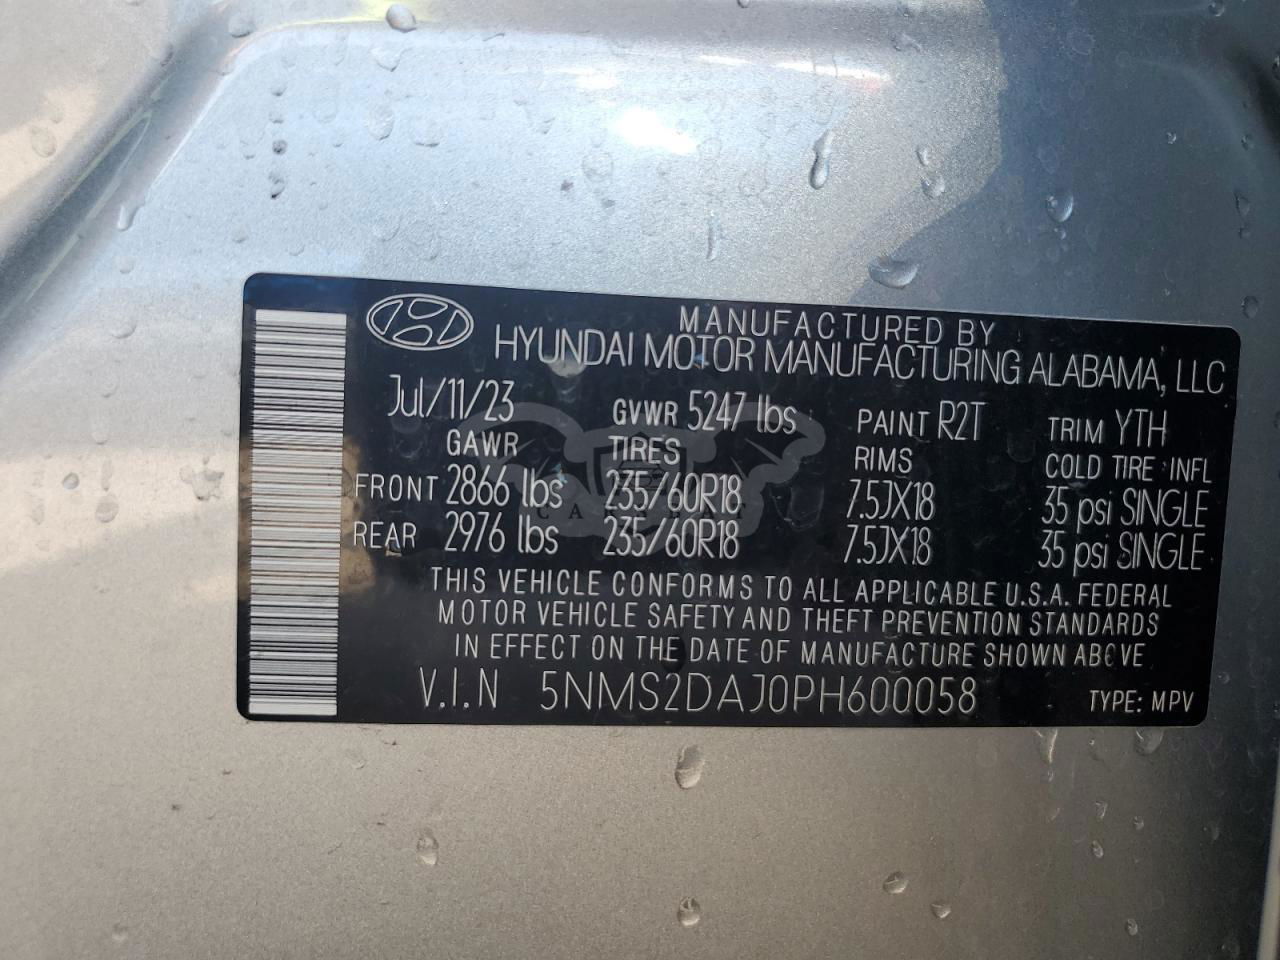 MANUFACTURED BY
HYUNDAI MOTOR MANUFACTURING ALABAMA, LLC
Jul/11/23 GVWR 5247 lbs PAINT R2T TRIM YTH
GAWR TIRES RIMS COLD TIRE INFL
FRONT 2866 lbs 235/60R18 7.5JX18 35 psi SINGLE
REAR 2976 lbs 235/60R18 7.5JX18 35 psi SINGLE
THIS VEHICLE CONFORMS TO ALL APPLICABLE U.S.A. FEDERAL
MOTOR VEHICLE SAFETY AND THEFT PREVENTION STANDARDS
IN EFFECT ON THE DATE OF MANUFACTURE SHOWN ABOVE
V.I.N 5NMS2DAJ0PH600058 TYPE: MPV